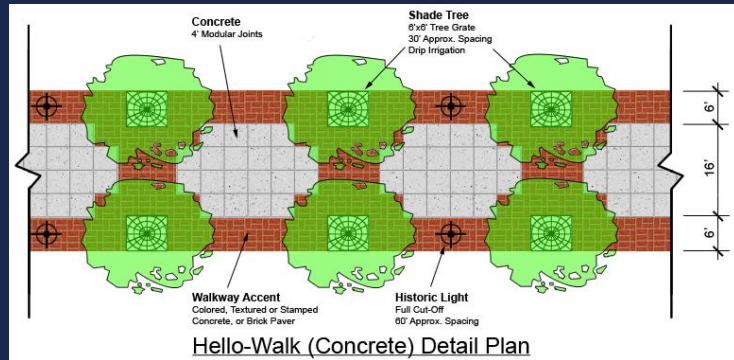 Concrete
4' Modular Joints
Shade Tree
6'x6' Tree Grate
30' Approx. Spacing
Drip Irrigation
6'
16'
6'
Walkway Accent
Colored, Textured or Stamped
Concrete, or Brick Paver
Historic Light
Full Cut-Off
60' Approx. Spacing
Hello-Walk (Concrete) Detail Plan